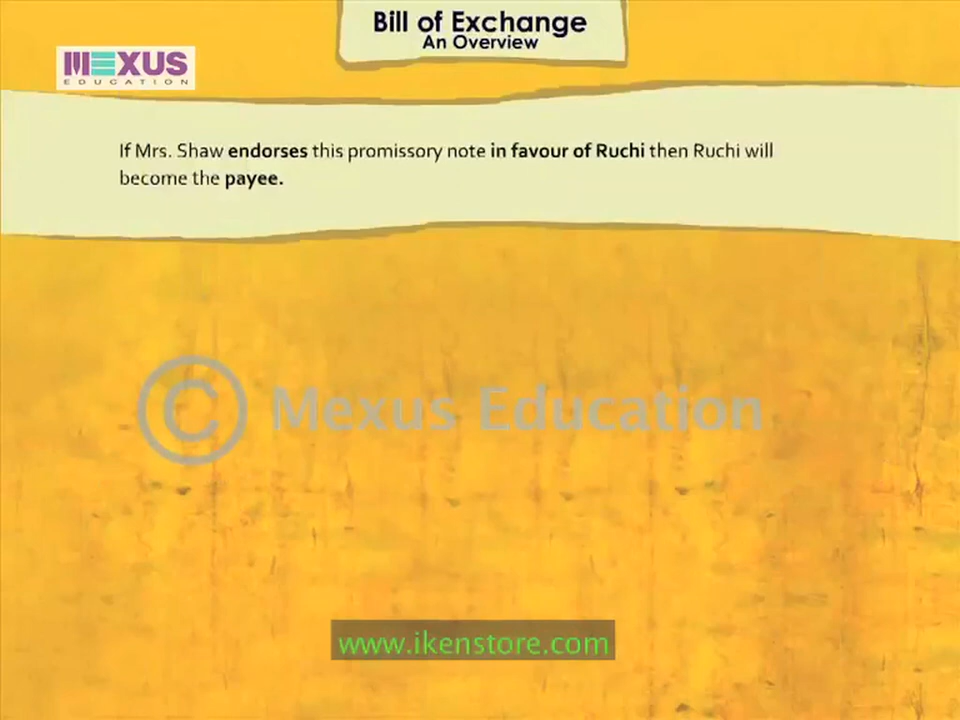 Bill of Exchange
An Overview
MEXUS
EDUCATION
If Mrs. Shaw endorses this promissory note in favour of Ruchi then Ruchi will
become the payee.
© Mexus Education
www.ikenstore.com